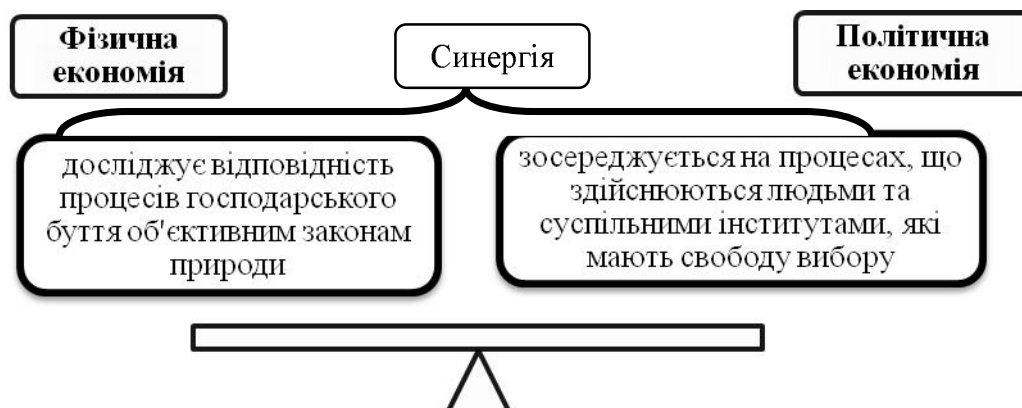 Фізична
економія
Синергія
Політична
економія
досліджує відповідність
процесів господарського
буття об'єктивним законам
природи
зосереджується на процесах, що
здійснюються людьми та
суспільними інститутами, які
мають свободу вибору